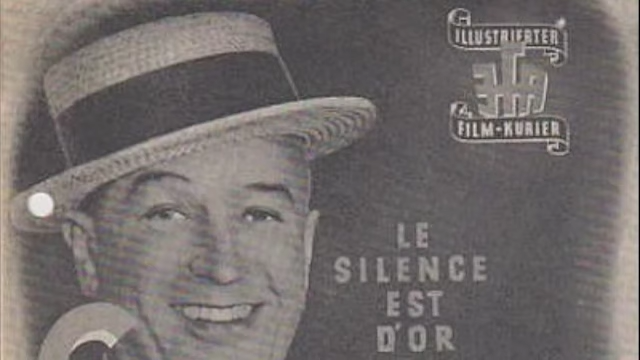 ILLUSTRIERTER
FILM-KURIER
LE
SILENCE
EST
D'OR